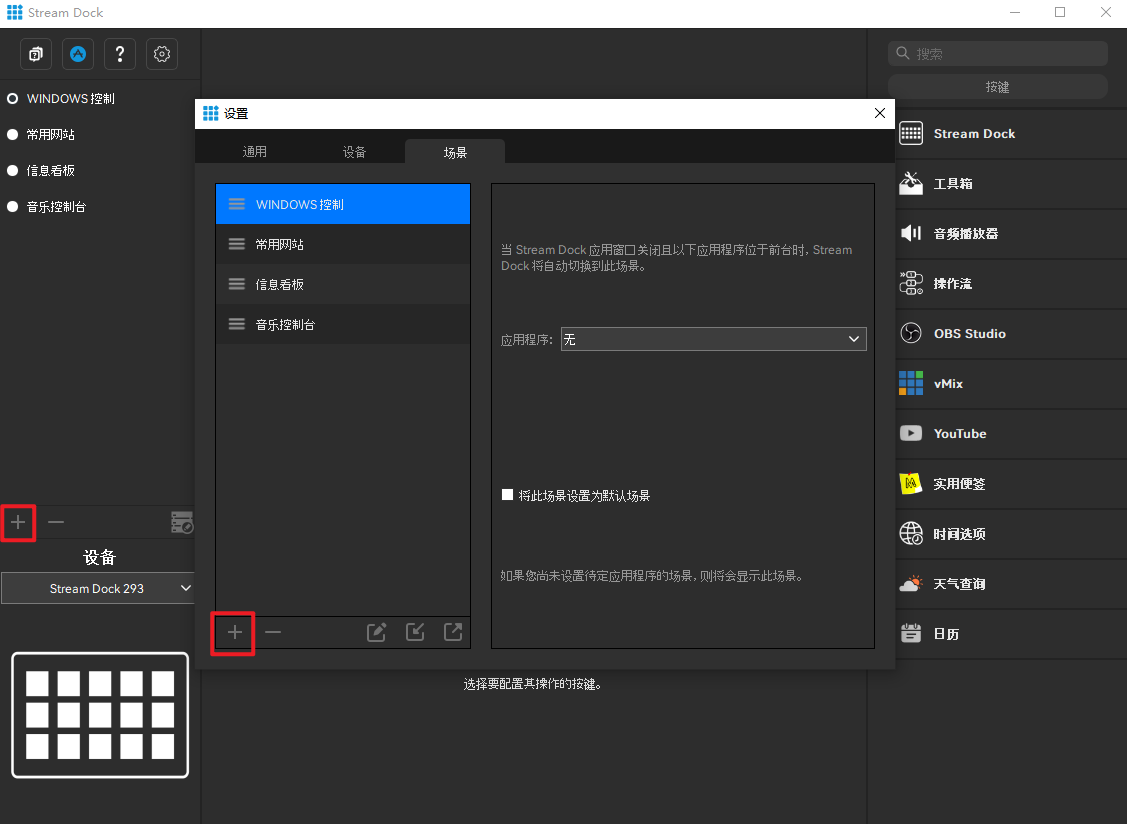 Stream Dock
?
WINDOWS 控制
常用网站
信息看板
音乐控制台
设备
Stream Dock 293
设置
通用
设备
场景
WINDOWS 控制
常用网站
信息看板
音乐控制台
当 Stream Dock 应用窗口关闭且以下应用程序位于前台时, Stream
Dock 将自动切换到此场景。
应用程序:
无
将此场景设置为默认场景
如果您尚未设置待定应用程序的场景, 则将会显示此场景。
选择要配置其操作的按键。
搜索
按键
Stream Dock
工具箱
音频播放器
操作流
OBS Studio
vMix
YouTube
实用便签
时间选项
天气查询
日历